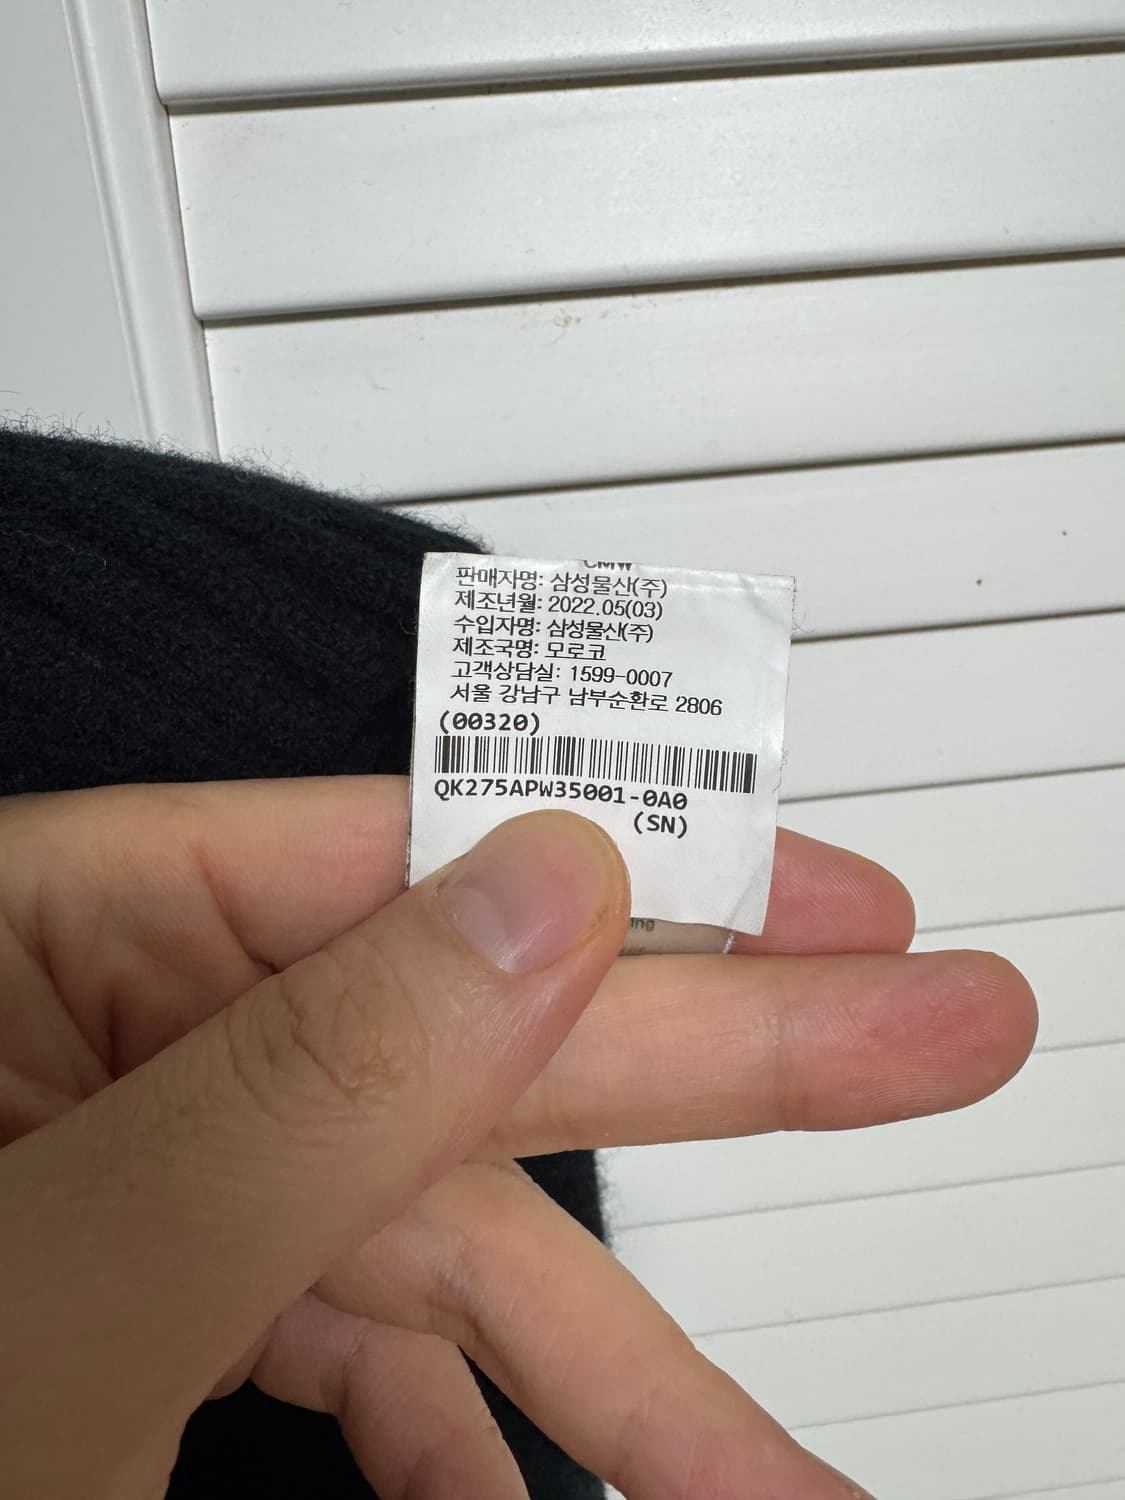 판매자명: 삼성물산(주)
제조년월: 2022.05(03)
수입자명: 삼성물산(주)
제조국명: 모로코
고객상담실: 1599-0007
서울 강남구 남부순환로 2806
(00320)
QK275APW35001-0A0
(SN)
ing